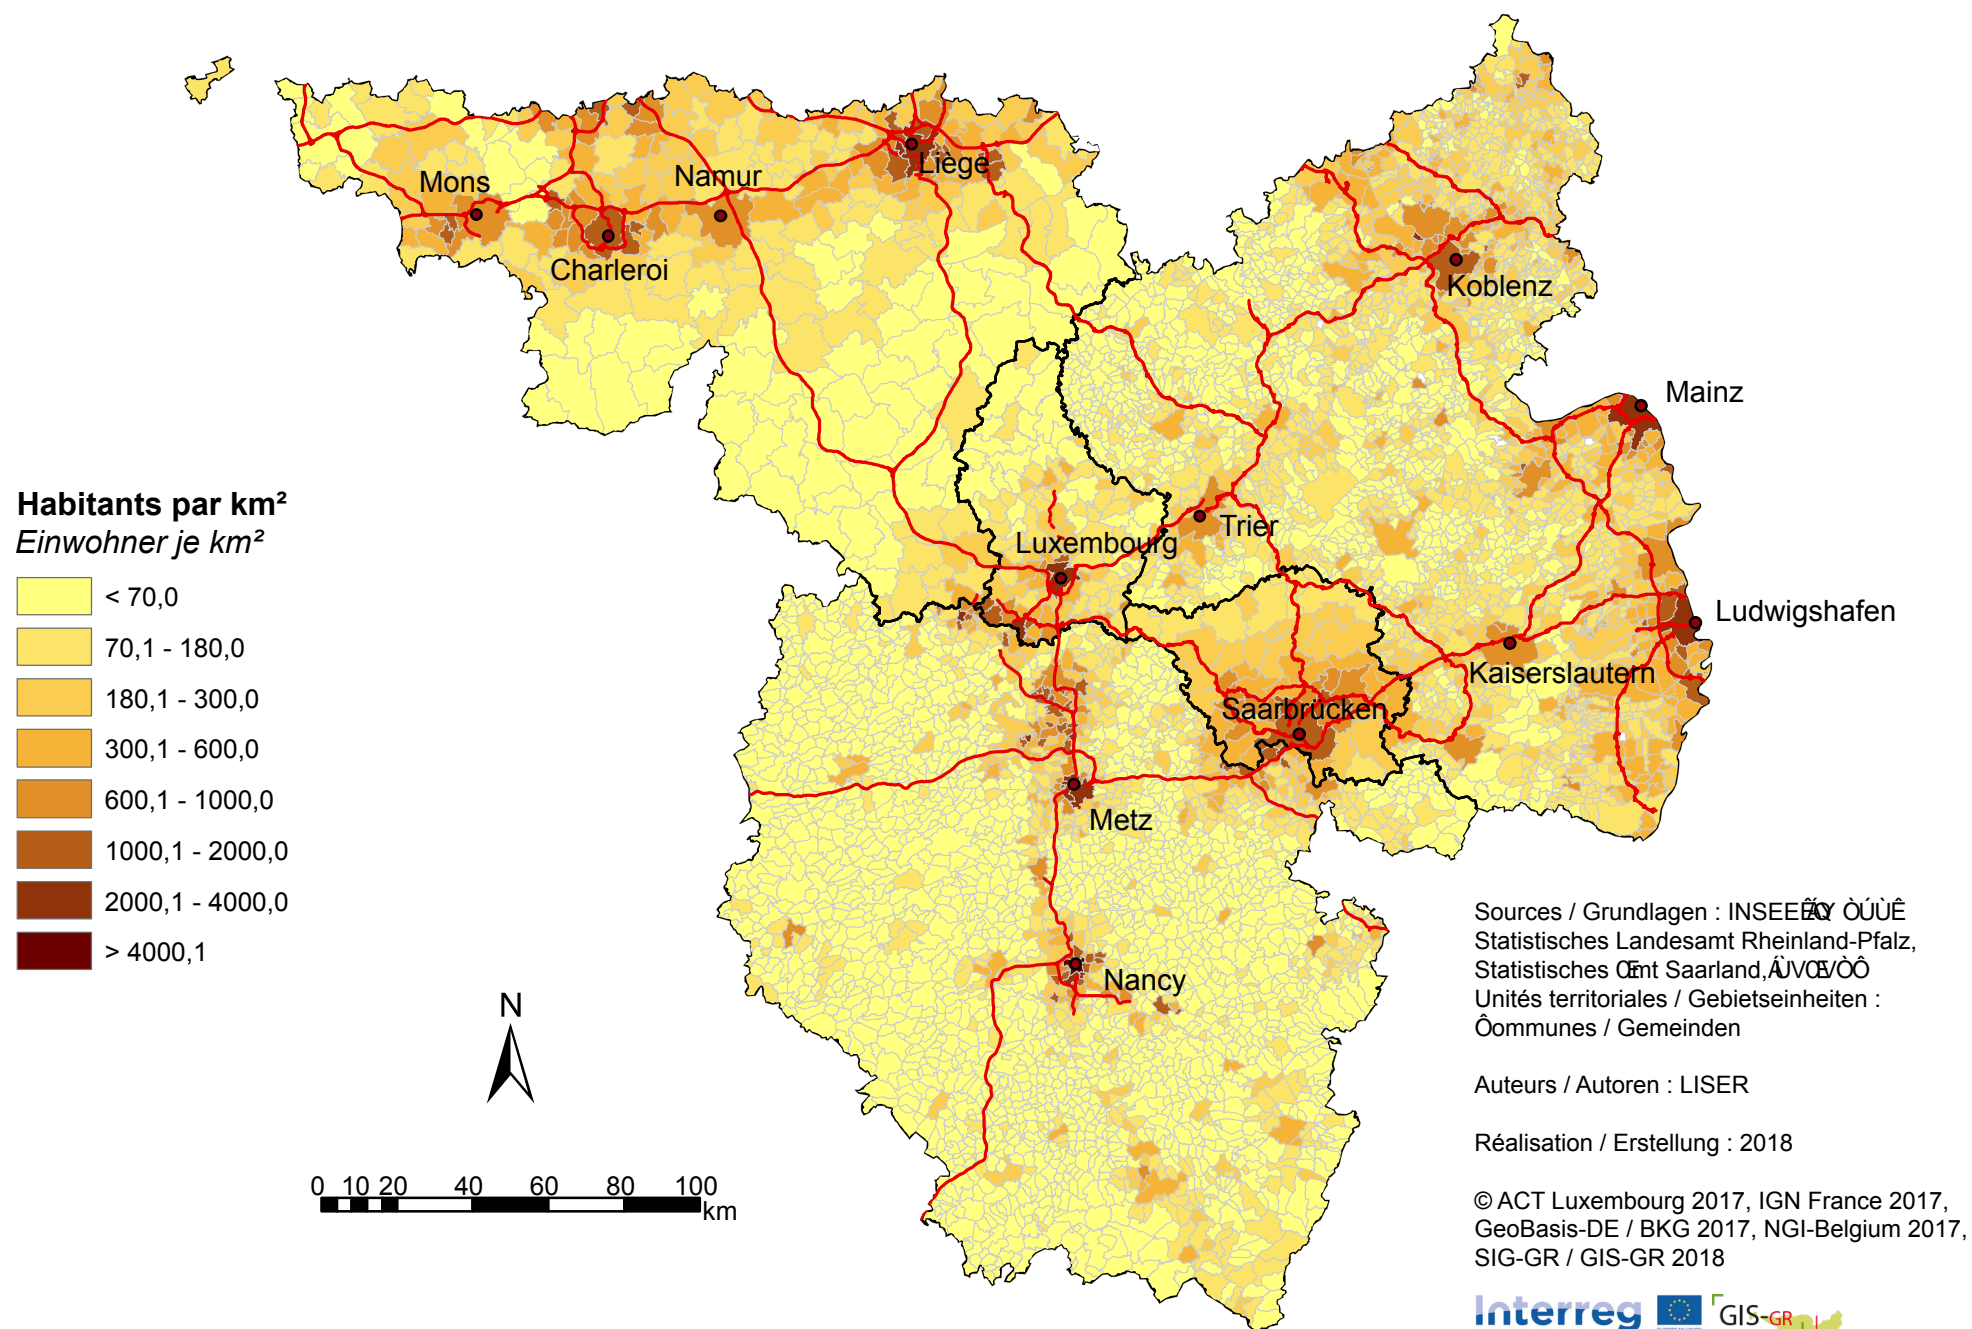 Mons
Namur
Liège
Charleroi
Koblenz
Mainz
Trier
Luxembourg
Ludwigshafen
Kaiserslautern
Saarbrücken
Metz
Nancy
Habitants par km²
Einwohner je km²
< 70,0
70,1 - 180,0
180,1 - 300,0
300,1 - 600,0
600,1 - 1000,0
1000,1 - 2000,0
2000,1 - 4000,0
> 4000,1
N
0 10 20 40 60 80 100
km
Sources / Grundlagen : INSEE
Statistisches Landesamt Rheinland-Pfalz,
Statistisches Saarland,
Unités territoriales / Gebietseinheiten :
Ôommunes / Gemeinden
Auteurs / Autoren : LISER
Réalisation / Erstellung : 2018
© ACT Luxembourg 2017, IGN France 2017,
GeoBasis-DE / BKG 2017, NGI-Belgium 2017,
SIG-GR / GIS-GR 2018
Interreg
GIS-GR